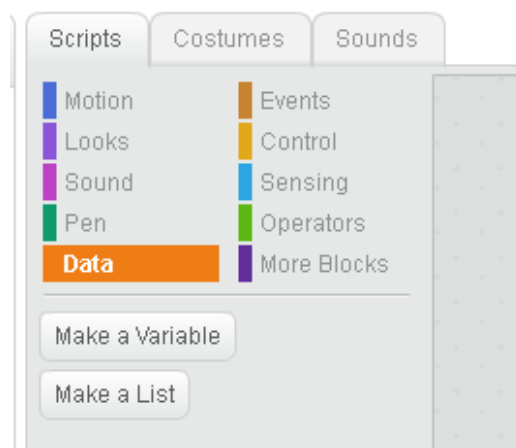 Scripts Costumes Sounds
Motion Events
Looks Control
Sound Sensing
Pen Operators
Data More Blocks
Make a Variable
Make a List